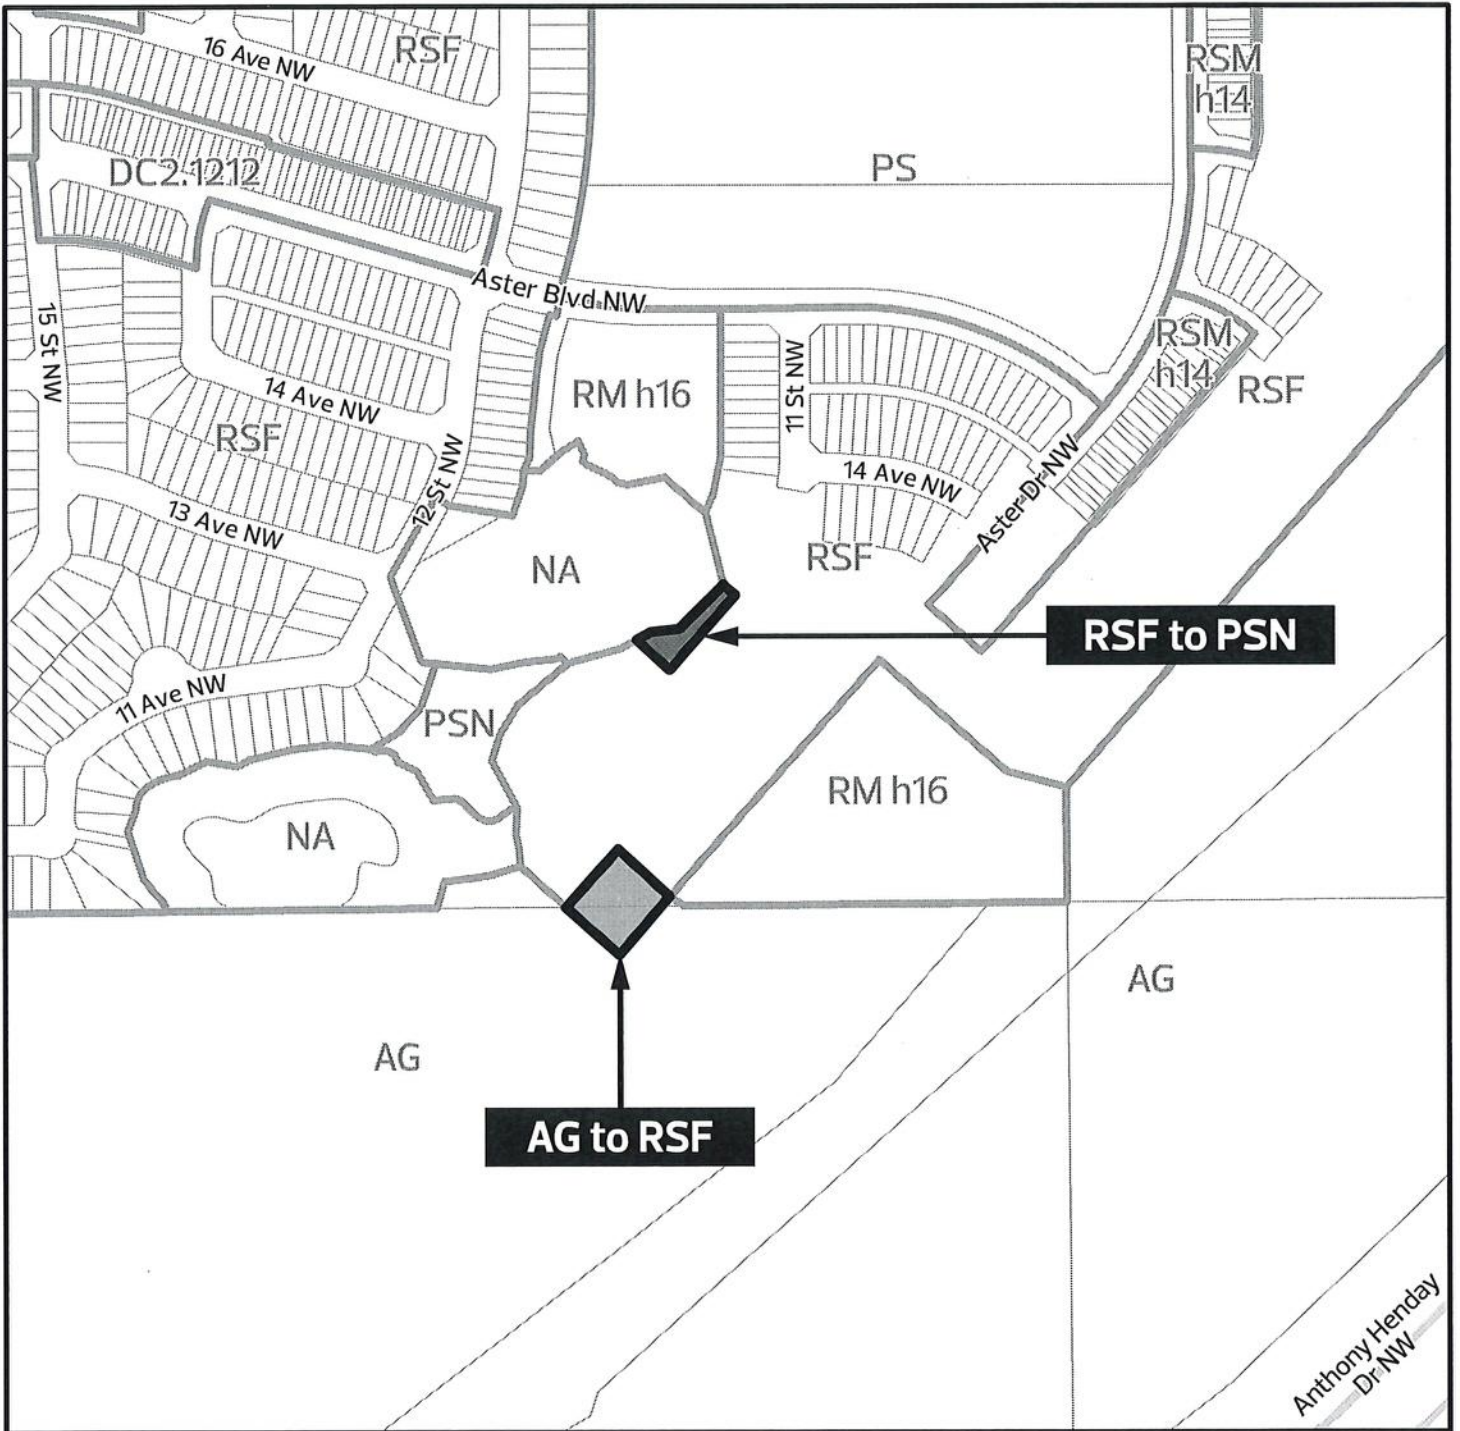 16 Ave NW
RSF
RSM
h14
DC2.1212
PS
Aster Blvd NW
15 St NW
RSM
h14
RSF
RM h16
11 St NW
14 Ave NW
RSF
12 St NW
14 Ave NW
Aster Dr NW
13 Ave NW
NA
RSF
RSF to PSN
11 Ave NW
PSN
RM h16
NA
AG
AG
AG to RSF
Anthony Henday
Dr NW